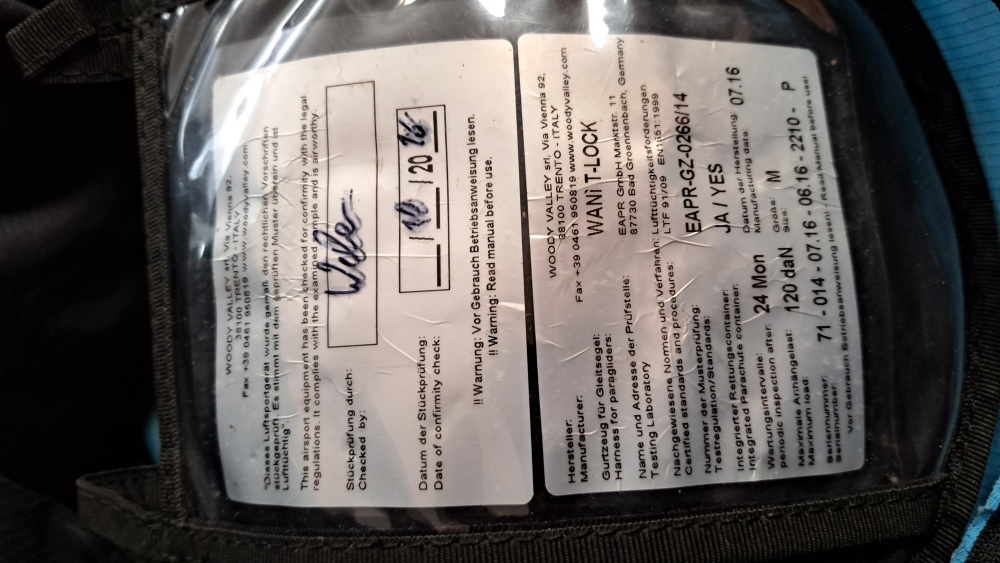 WOODY VALLEY srl, Via Vienna 92,
38100 TRENTO - ITALY
Fax +39 0461 950819 www.woodyvalley.com
"Dieses Luftsportgerät wurde gemäß den rechtlichen Vorschriften
stückgeprüft. Es stimmt mit dem geprüften Muster überein und ist
Lufttüchtig"
This airsport equipment has been checked for confirmity with the legal
regulations. It complies with the examined sample and is airworthy.
Stückprüfung durch:
Checked by:
Datum der Stückprüfung:
Date of confirmity check:
| 10 | 20 16
!! Warnung: Vor Gebrauch Betriebsanweisung lesen.
!! Warning: Read manual before use.
Hersteller:
Manufacturer:
WOODY VALLEY srl, Via Vienna 92,
38100 TRENTO - ITALY
Fax +39 0461 950819 www.woodyvalley.com
Gurtzeug für Gleitsegel:
Harness for paragliders:
WANI T-LOCK
Name und Adresse der Prüfstelle:
Testing Laboratory
EAPR GmbH Marktstr. 11
87730 Bad Groennenbach, Germany
Nachgewiesene Normen und Verfahren: Lufttüchtigkeitsforderungen
Certified standards and procedures: LTF 91/09 EN1651:1999
Nummer der Musterprüfung:
Testregulation/Standards:
EAPR-GZ-0266/14
Integrierter Rettungscontainer:
Integrated Parachute container:
JA / YES
Datum der Herstellung:
Manufacturing date:
07.16
Wartungsintervalle:
periodic inspection after:
24 Mon
Maximale Anhängelast:
Maximum load:
120 daN
Größe:
Size:
M
Seriennummer:
Serialnumber:
71 - 014 - 07.16 - 06.16 - 2210 - P
Vor Gebrauch Betriebsanweisung lesen! / Read Manual before use!